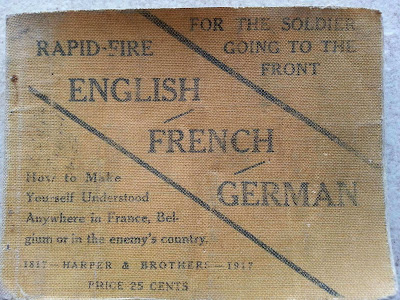 FOR THE SOLDIER
GOING TO THE
FRONT
RAPID-FIRE
ENGLISH
FRENCH
GERMAN
How to Make
Yourself Understood
Anywhere in France, Bel-
gium or in the enemy's country.
1817—HARPER & BROTHERS—1917
PRICE 25 CENTS